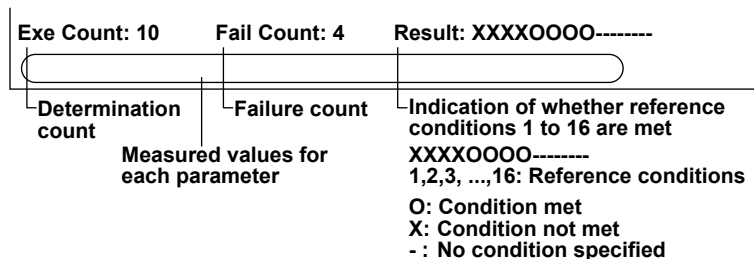 Exe Count: 10 Fail Count: 4 Result: XXXXOOOO--------
Determination count
Failure count
Measured values for each parameter
Indication of whether reference conditions 1 to 16 are met
XXXXOOOO--------
1,2,3, ...,16: Reference conditions
O: Condition met
X: Condition not met
- : No condition specified